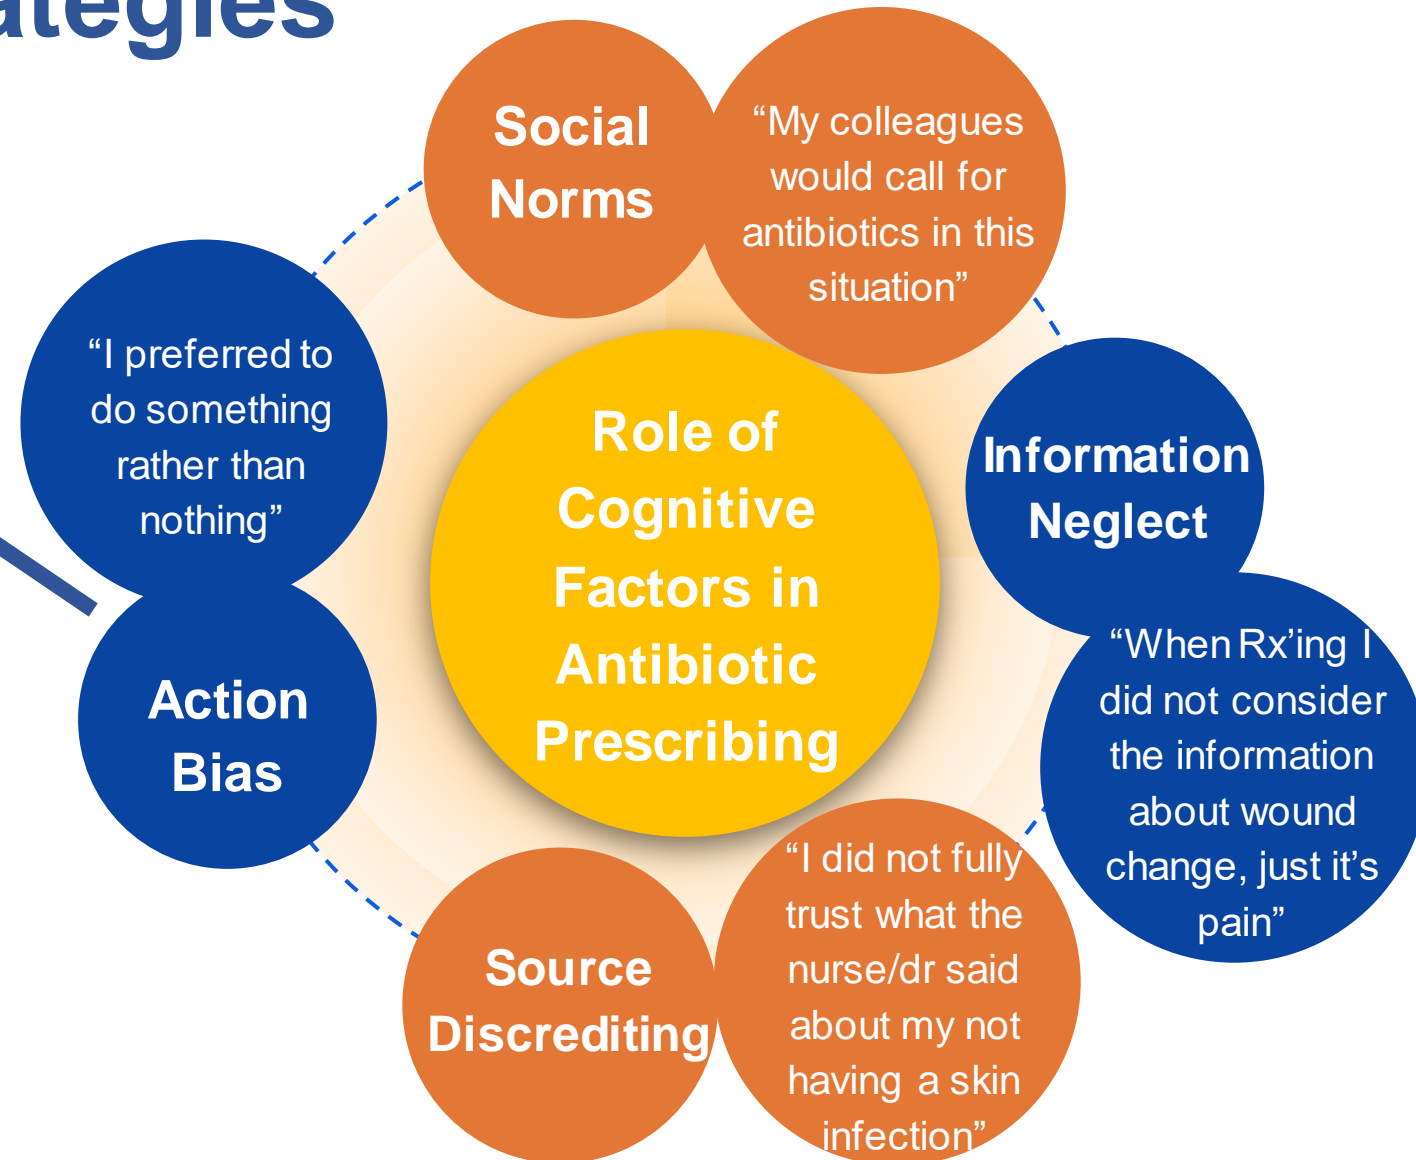 ategies
Social
Norms
“My colleagues
would call for
antibiotics in this
situation”
“I preferred to
do something
rather than
nothing”
Action
Bias
Role of
Cognitive
Factors in
Antibiotic
Prescribing
Information
Neglect
“When Rx’ing I
did not consider
the information
about wound
change, just it’s
pain”
Source
Discrediting
“I did not fully
trust what the
nurse/dr said
about my not
having a skin
infection”